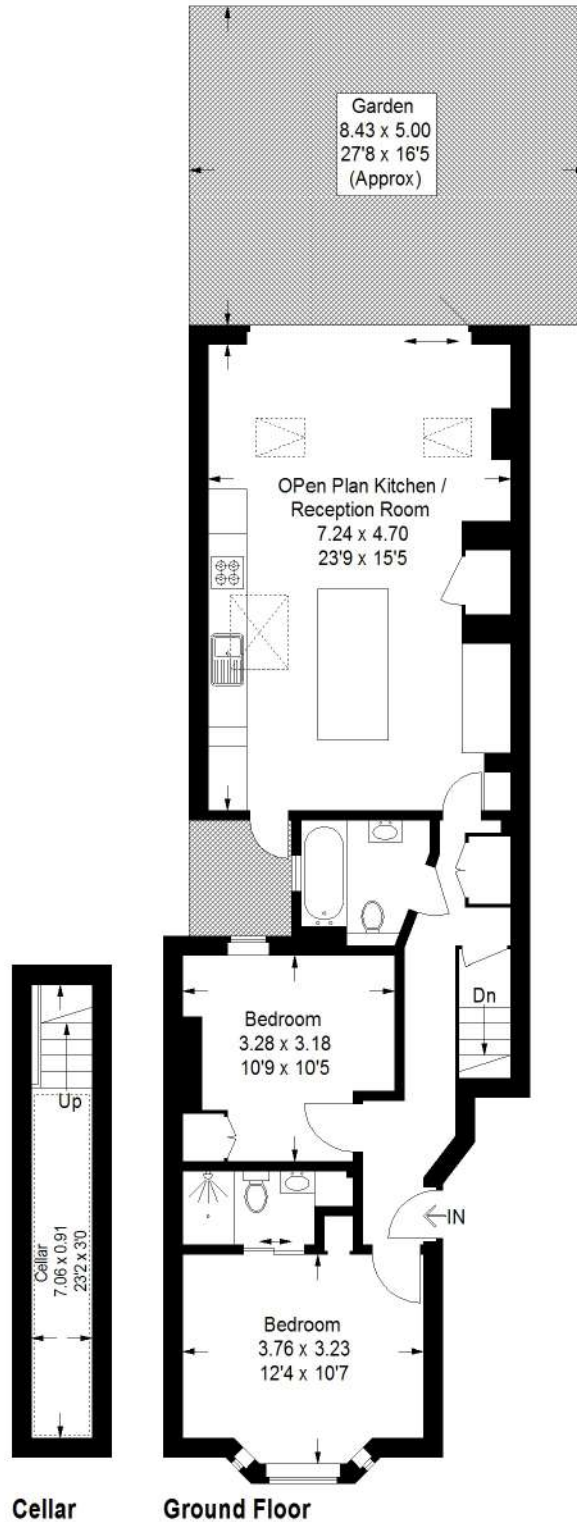 Garden
8.43 x 5.00
27'8 x 16'5
(Approx)
OPen Plan Kitchen /
Reception Room
7.24 x 4.70
23'9 x 15'5
Dn
Bedroom
3.28 x 3.18
10'9 x 10'5
Up
Cellar
7.06 x 0.91
23'2 x 3'0
IN
Bedroom
3.76 x 3.23
12'4 x 10'7
Cellar
Ground Floor